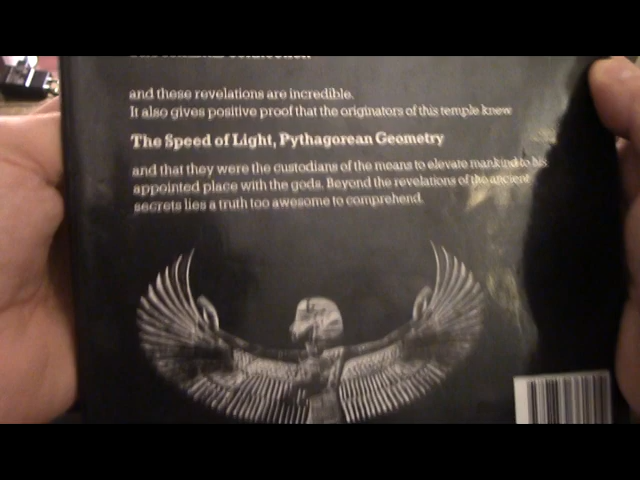 and these revelations are incredible.
It also gives positive proof that the originators of this temple knew
The Speed of Light, Pythagorean Geometry
and that they were the custodians of the means to elevate mankind to his
appointed place with the gods. Beyond the revelations of the ancient
secrets lies a truth too awesome to comprehend.